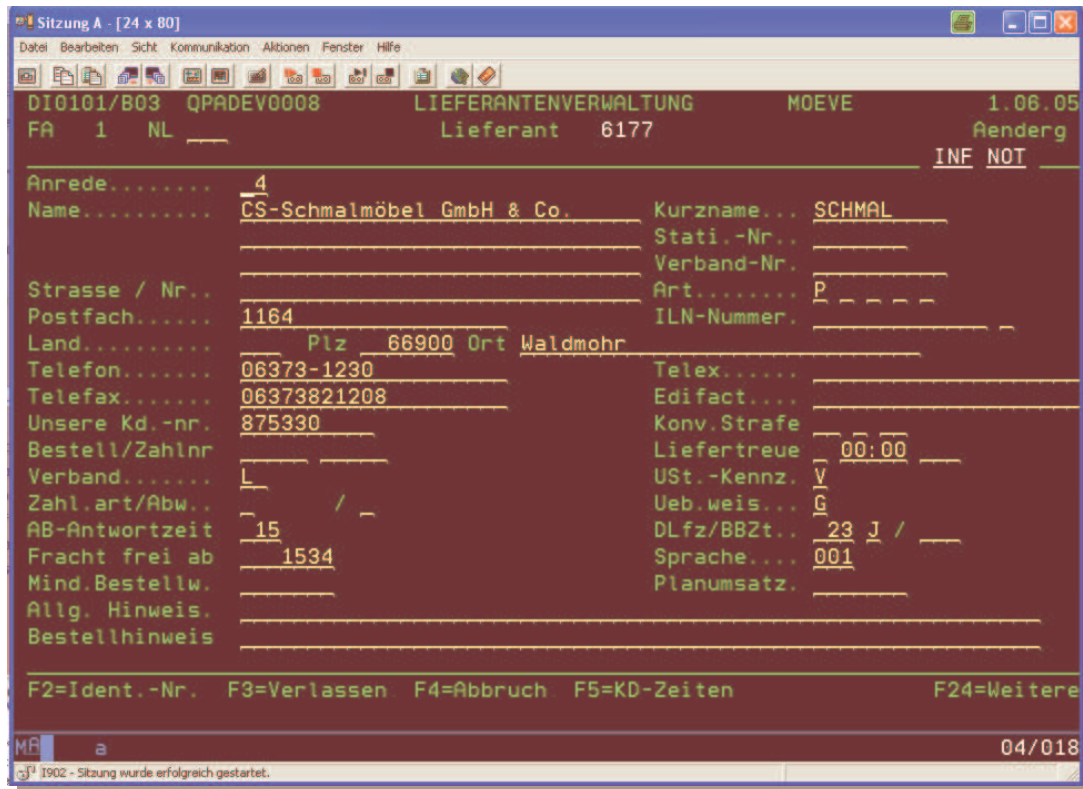 Sitzung A - [24 x 80]
Datei Bearbeiten Sicht Kommunikation Aktionen Fenster Hilfe
DI0101/B03 QPADEV0008 LIEFERANTENVERWALTUNG MOEVE 1.06.05
FA 1 NL ___ Lieferant 6177 Aenderg
INF NOT ___
Anrede........ 4
Name.......... CS-Schmalmöbel GmbH & Co. Kurzname... SCHMAL
Stati.-Nr..
Verband-Nr.
Strasse / Nr.. Art........ P
Postfach...... 1164 ILN-Nummer.
Land.......... Plz 66900 Ort Waldmohr
Telefon....... 06373-1230 Telex......
Telefax....... 06373821208 Edifact....
Unsere Kd.-nr. 875330 Konv.Strafe
Bestell/Zahlnr Liefertreue 00:00
Verband....... L USt.-Kennz. V
Zahl.art/Abw.. / Ueb.weis... G
AB-Antwortzeit 15 DLfz/BBZt.. 23 J /
Fracht frei ab 1534 Sprache.... 001
Mind.Bestellw. Planumsatz.
Allg. Hinweis.
Bestellhinweis
F2=Ident.-Nr. F3=Verlassen F4=Abbruch F5=KD-Zeiten F24=Weitere
MA a 04/018
I902 - Sitzung wurde erfolgreich gestartet.